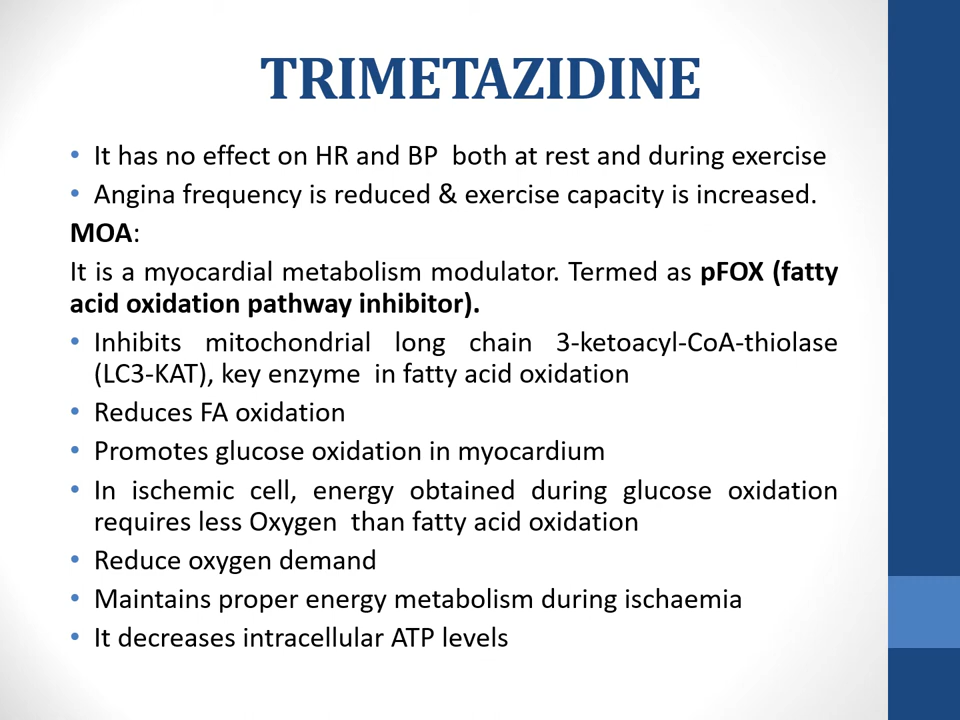 TRIMETAZIDINE
• It has no effect on HR and BP both at rest and during exercise
• Angina frequency is reduced & exercise capacity is increased.
MOA:
It is a myocardial metabolism modulator. Termed as pFOX (fatty
acid oxidation pathway inhibitor).
• Inhibits mitochondrial long chain 3-ketoacyl-CoA-thiolase
(LC3-KAT), key enzyme in fatty acid oxidation
• Reduces FA oxidation
• Promotes glucose oxidation in myocardium
• In ischemic cell, energy obtained during glucose oxidation
requires less Oxygen than fatty acid oxidation
• Reduce oxygen demand
• Maintains proper energy metabolism during ischaemia
• It decreases intracellular ATP levels